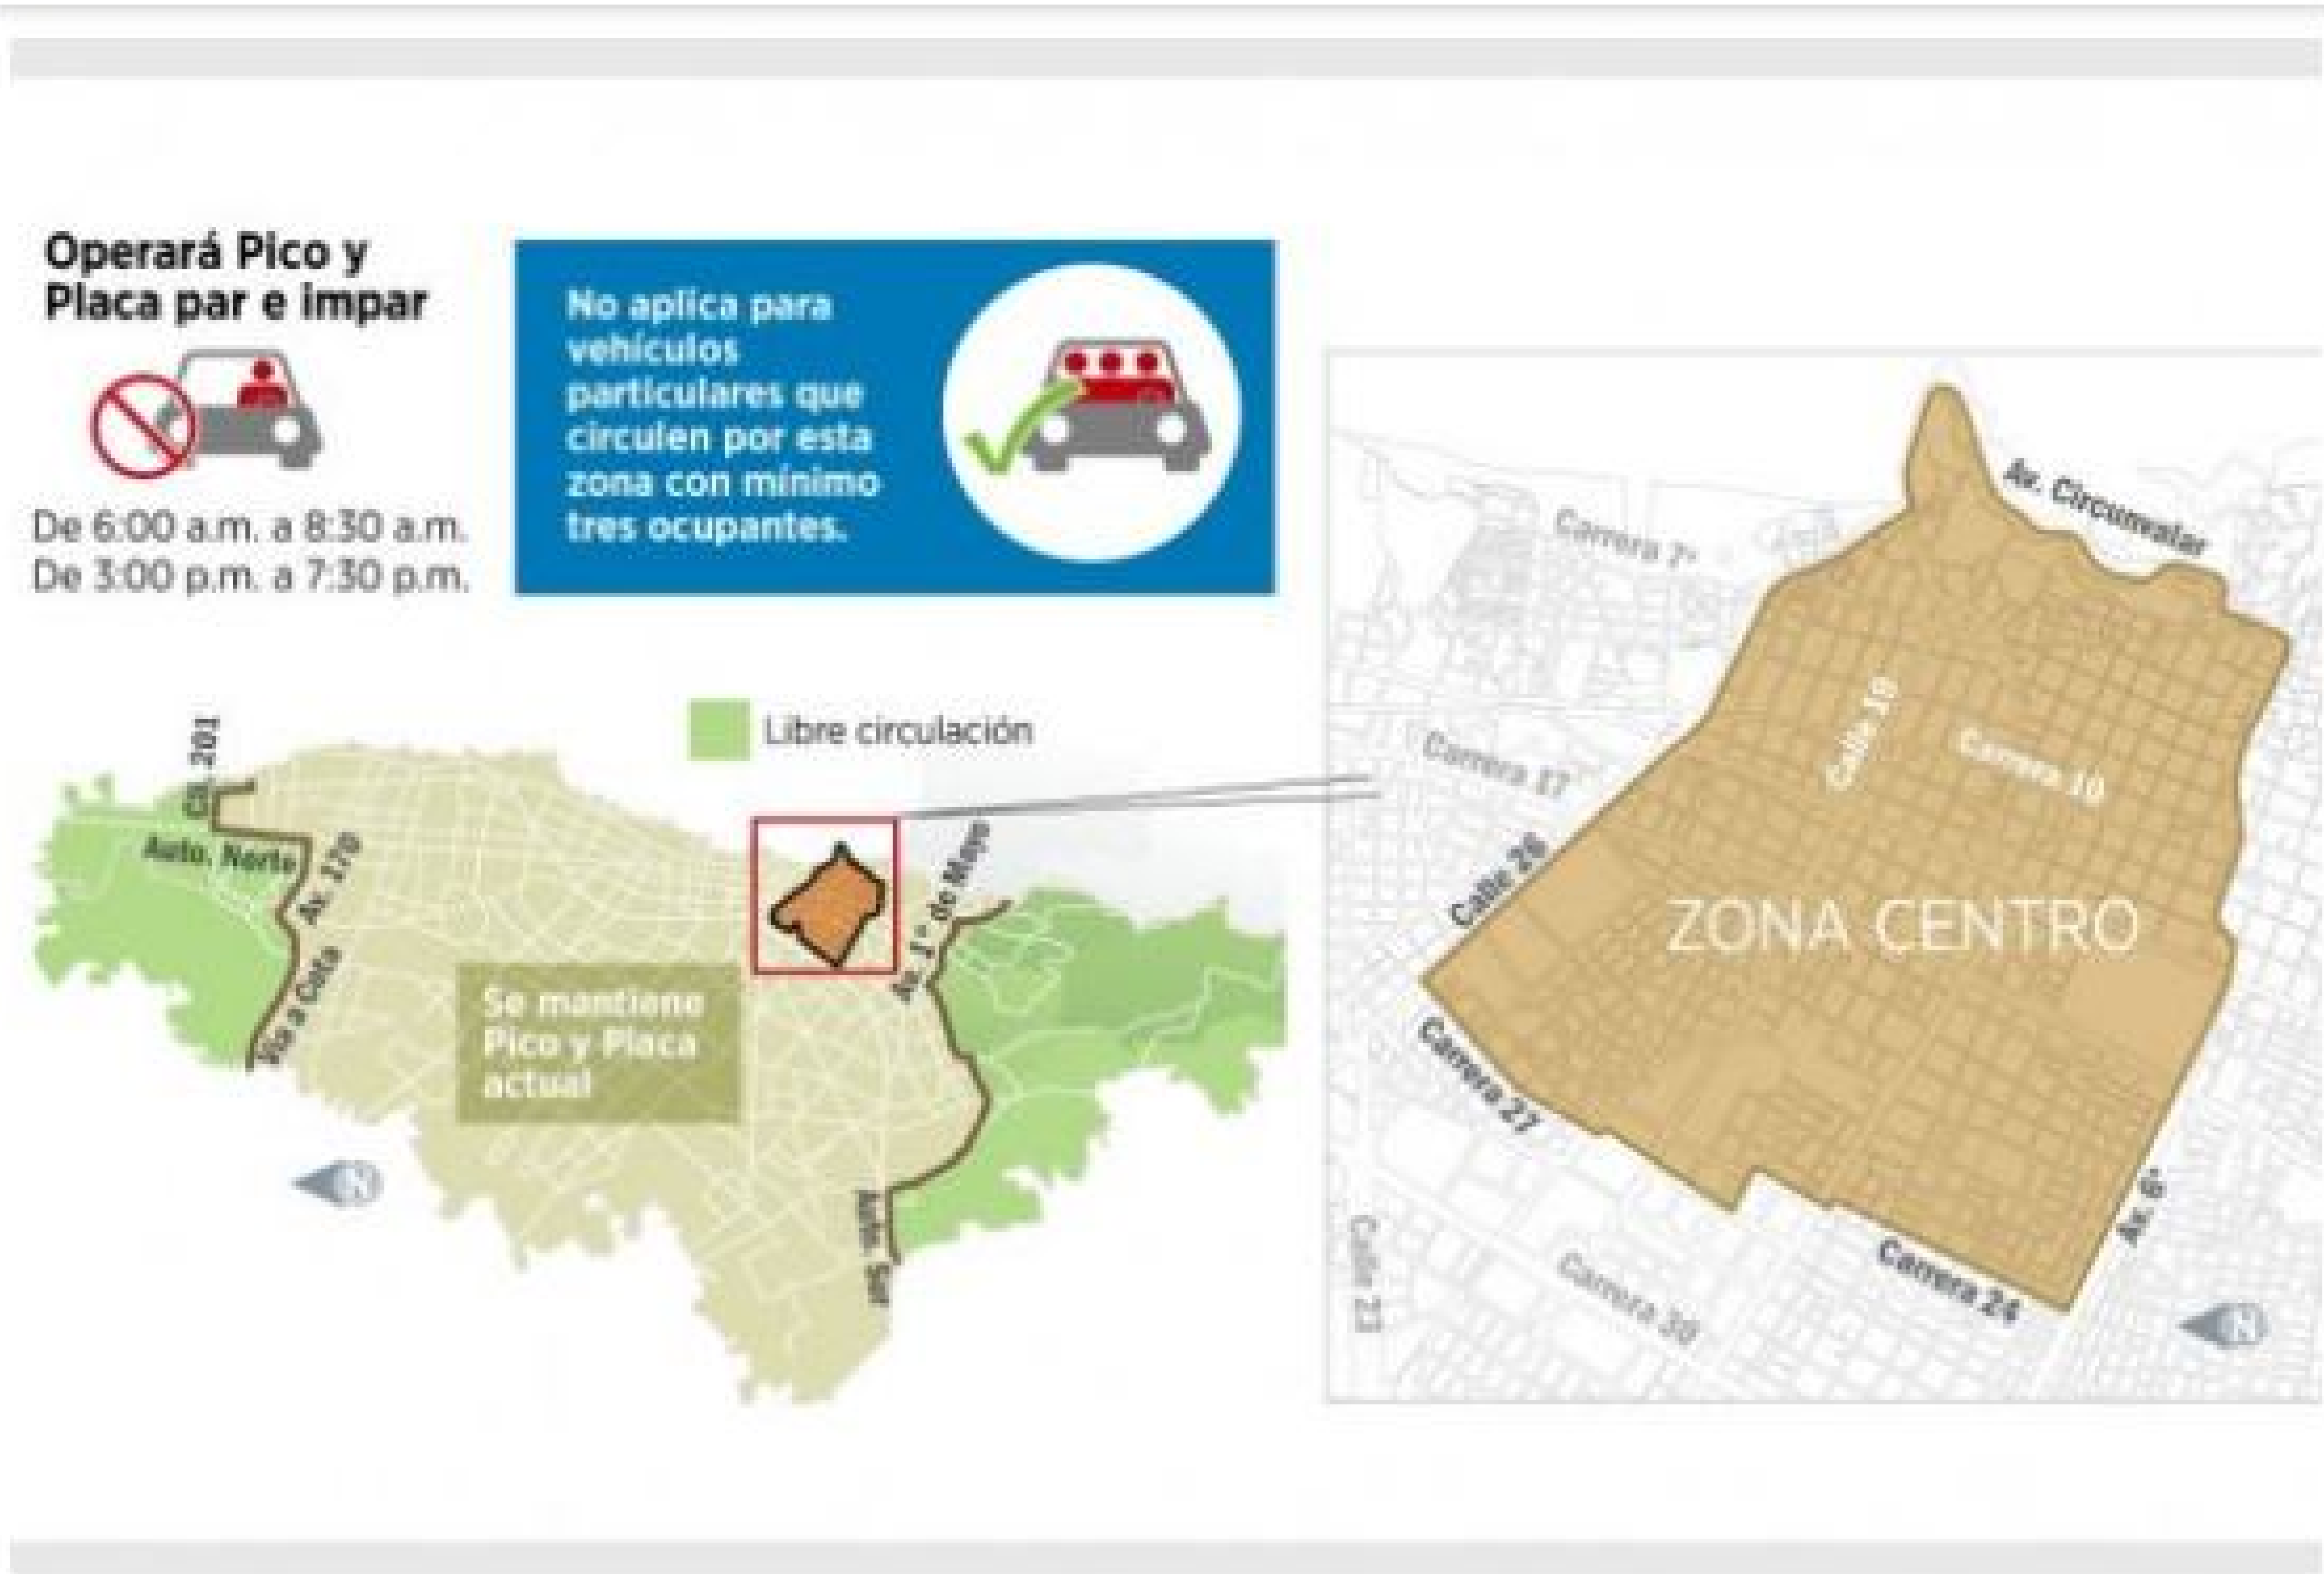 Operará Pico y
Placa par e impar
De 6:00 a.m. a 8:30 a.m.
De 3:00 p.m. a 7:30 p.m.
No aplica para
vehículos
particulares que
circulen por esta
zona con mínimo
tres ocupantes.
Libre circulación
Cll. 201
Auto. Norte
Av. 170
Vía a Cota
Se mantiene
Pico y Placa
actual
Av. 1° de Mayo
Auto. Sur
Av. Circunvalar
Carrera 7ª
Calle 19
Carrera 10
Carrera 17
Calle 26
ZONA CENTRO
Carrera 27
Av. 6ª
Carrera 24
Calle 23
Carrera 30